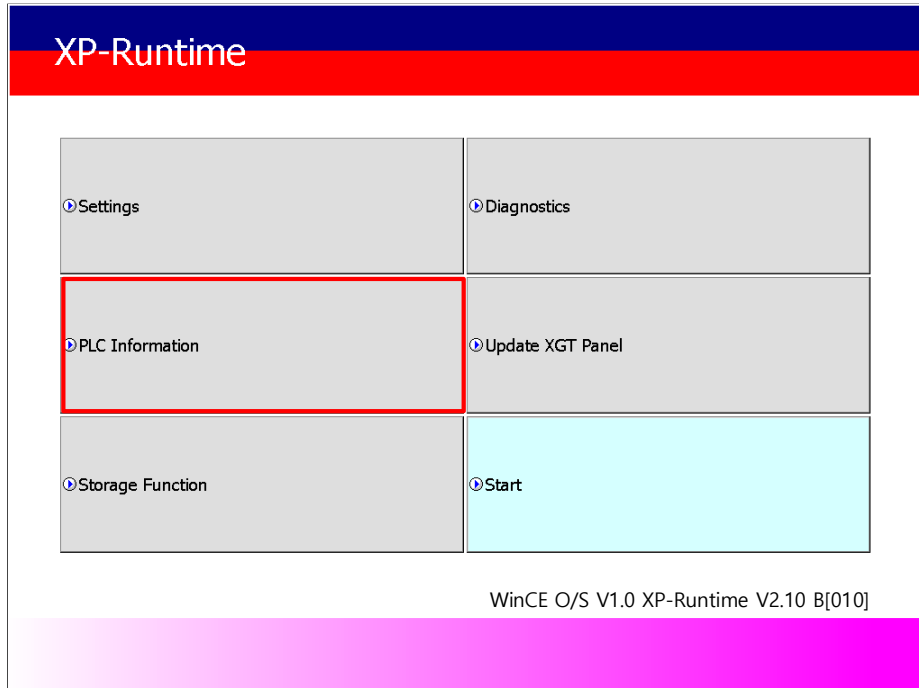 XP-Runtime
Settings
Diagnostics
PLC Information
Update XGT Panel
Storage Function
Start
WinCE O/S V1.0 XP-Runtime V2.10 B[010]